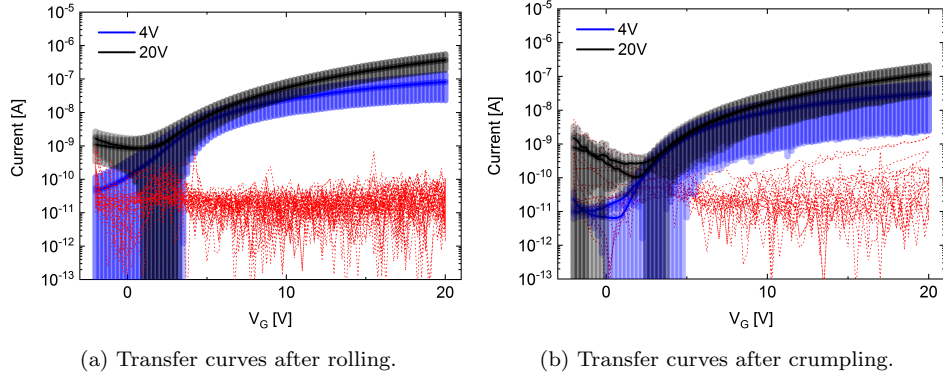 10⁻⁵
10⁻⁶
10⁻⁷
10⁻⁸
10⁻⁹
10⁻¹⁰
10⁻¹¹
10⁻¹²
10⁻¹³
Current [A]
4V
20V
0 10 20
V_G [V]
(a) Transfer curves after rolling.
10⁻⁵
10⁻⁶
10⁻⁷
10⁻⁸
10⁻⁹
10⁻¹⁰
10⁻¹¹
10⁻¹²
10⁻¹³
Current [A]
4V
20V
0 10 20
V_G [V]
(b) Transfer curves after crumpling.